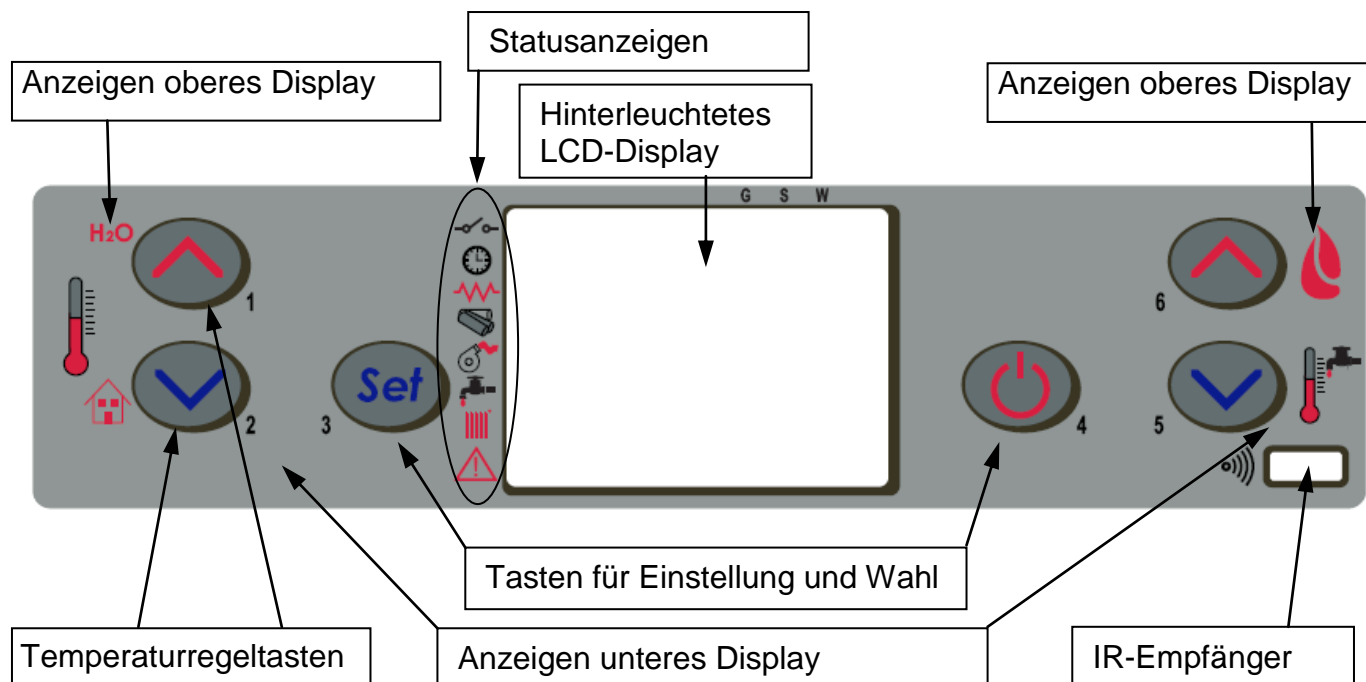 Statusanzeigen
Anzeigen oberes Display
Hinterleuchtetes
LCD-Display
Anzeigen oberes Display
G S W
H₂O
1
6
2
3
Set
4
5
Tasten für Einstellung und Wahl
Temperaturregeltasten
Anzeigen unteres Display
IR-Empfänger